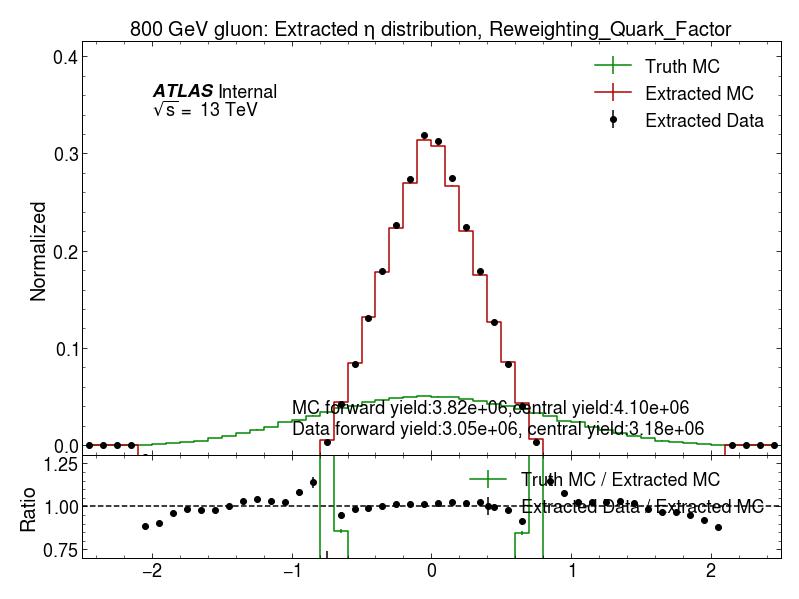 800 GeV gluon: Extracted η distribution, Reweighting_Quark_Factor
0.4
0.3
0.2
0.1
0.0
Normalized
ATLAS Internal
√s = 13 TeV
Truth MC
Extracted MC
Extracted Data
MC forward yield:3.82e+06,central yield:4.10e+06
Data forward yield:3.05e+06, central yield:3.18e+06
1.25
1.00
0.75
Ratio
Truth MC / Extracted MC
Extracted Data / Extracted MC
−2
−1
0
1
2